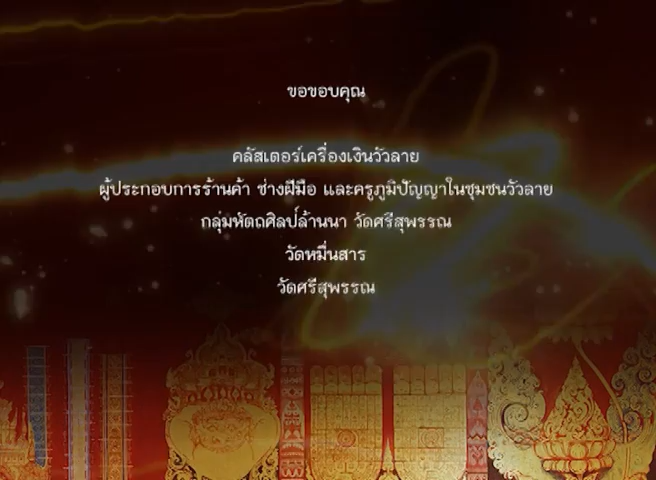 ขอขอบคุณ
คลัสเตอร์เครื่องเงินวัวลาย
ผู้ประกอบการร้านค้า ช่างฝีมือ และครูภูมิปัญญาในชุมชนวัวลาย
กลุ่มหัตถศิลป์ล้านนา วัดศรีสุพรรณ
วัดหมื่นสาร
วัดศรีสุพรรณ